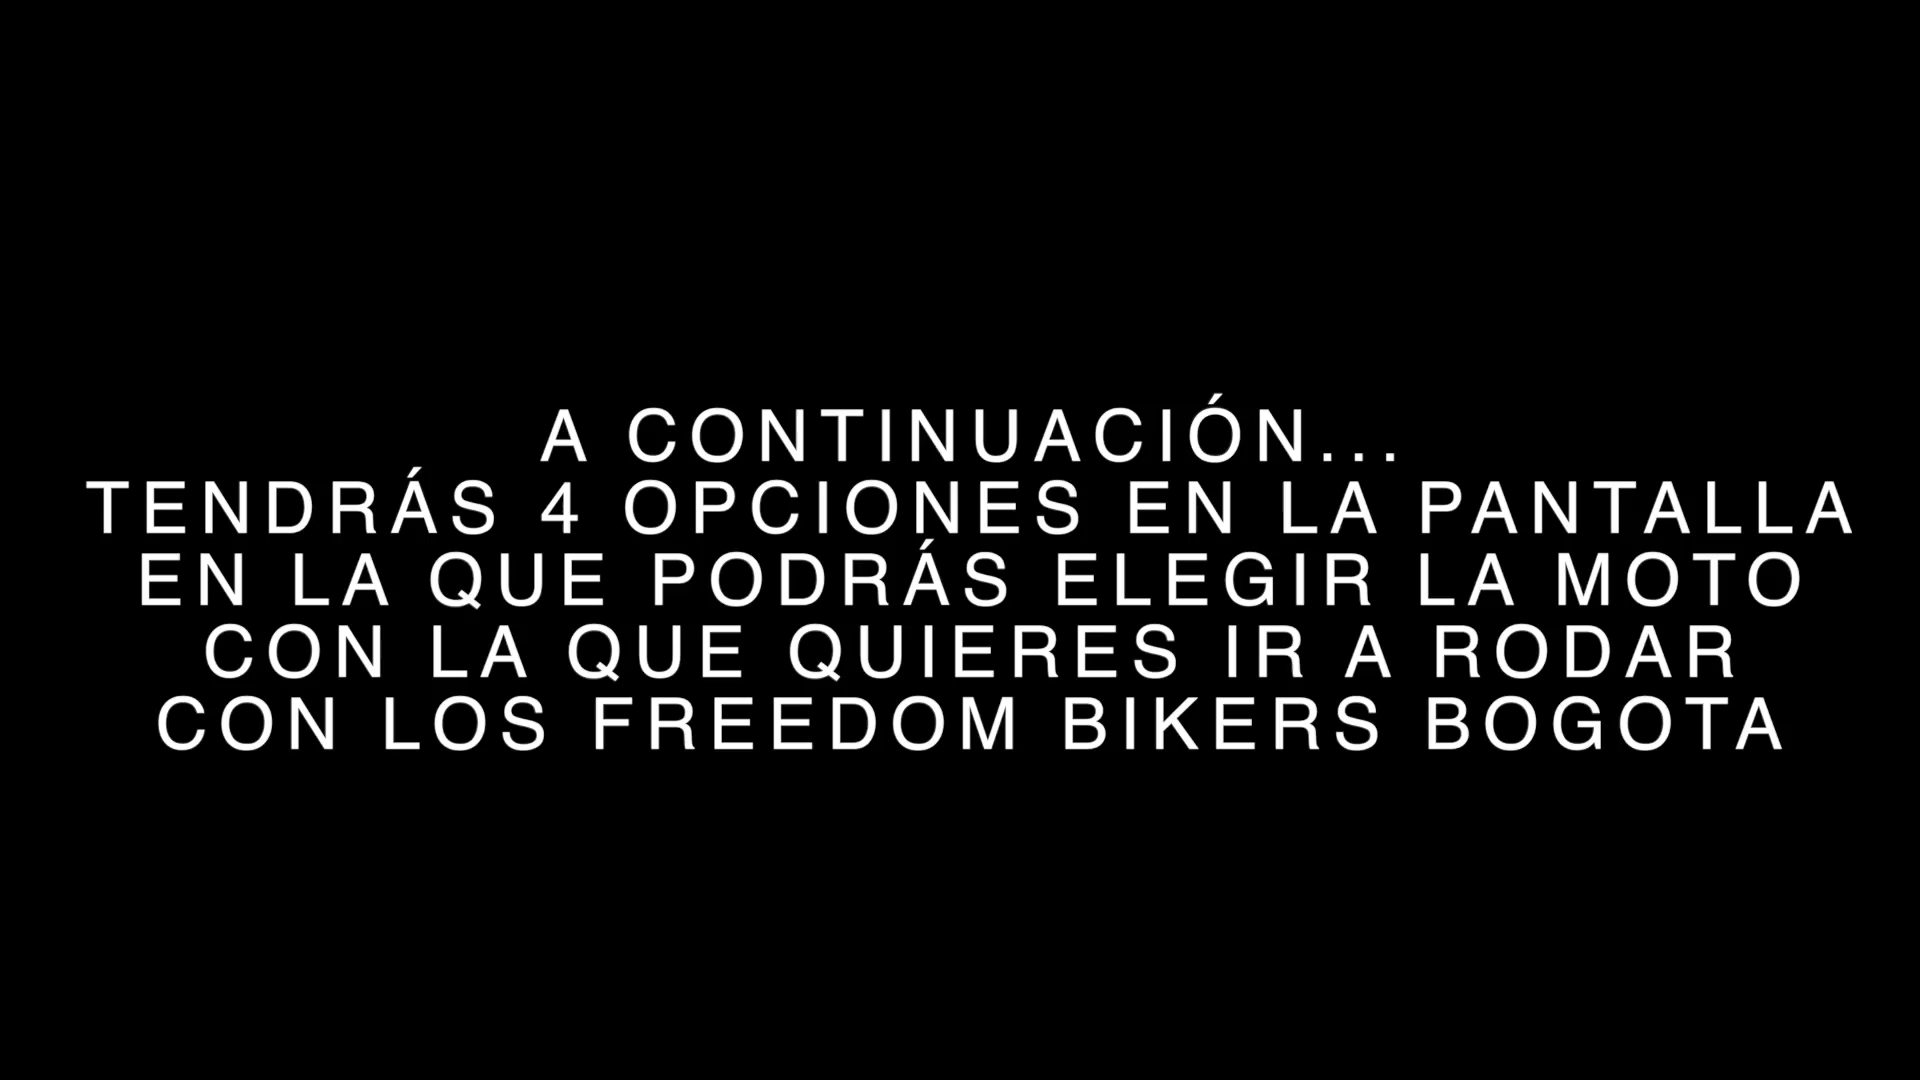 A CONTINUACIÓN...
TENDRÁS 4 OPCIONES EN LA PANTALLA
EN LA QUE PODRÁS ELEGIR LA MOTO
CON LA QUE QUIERES IR A RODAR
CON LOS FREEDOM BIKERS BOGOTA